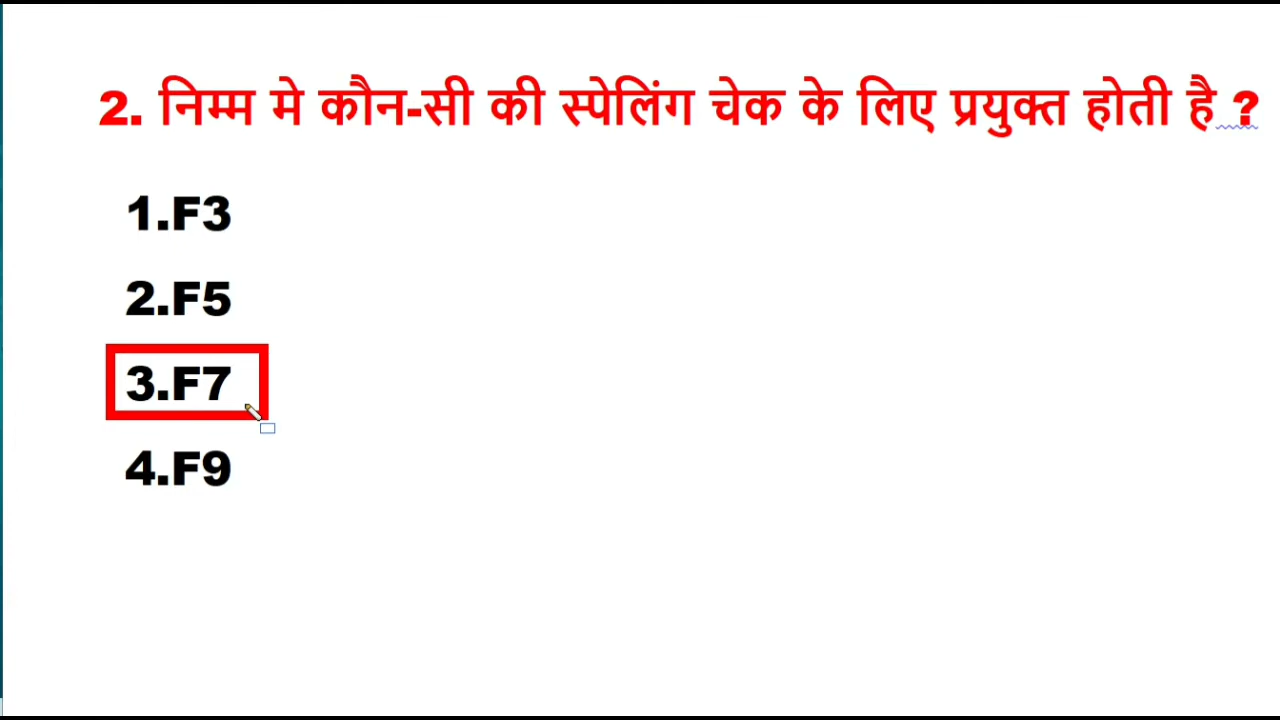 2. निम्म मे कौन-सी की स्पेलिंग चेक के लिए प्रयुक्त होती है ?
1.F3
2.F5
3.F7
4.F9